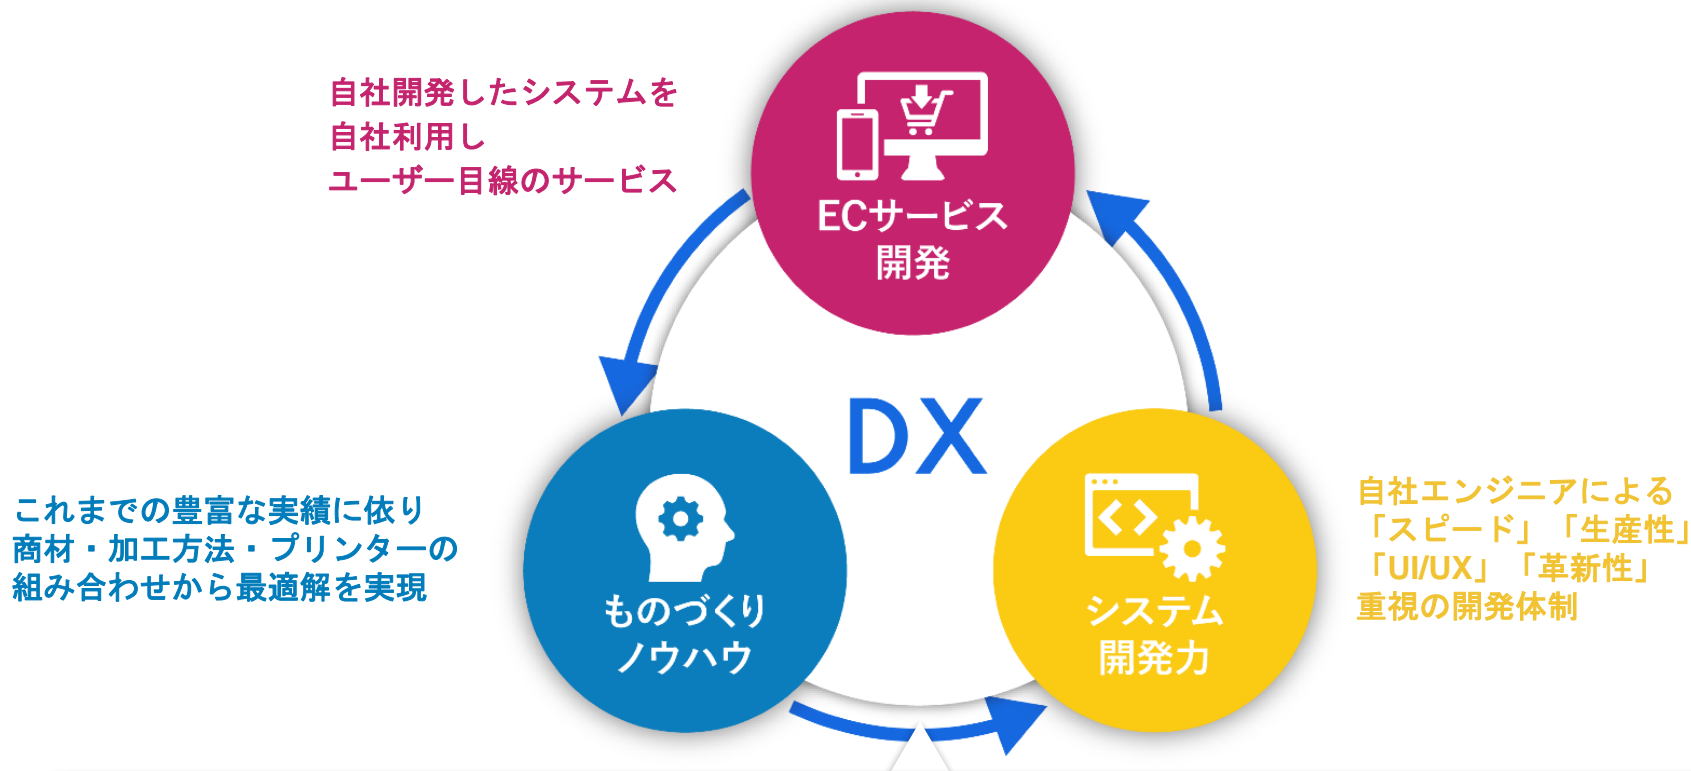 自社開発したシステムを
自社利用し
ユーザー目線のサービス
ECサービス
開発
DX
これまでの豊富な実績に依り
商材・加工方法・プリンターの
組み合わせから最適解を実現
ものづくり
ノウハウ
システム
開発力
自社エンジニアによる
「スピード」「生産性」
「UI/UX」「革新性」
重視の開発体制